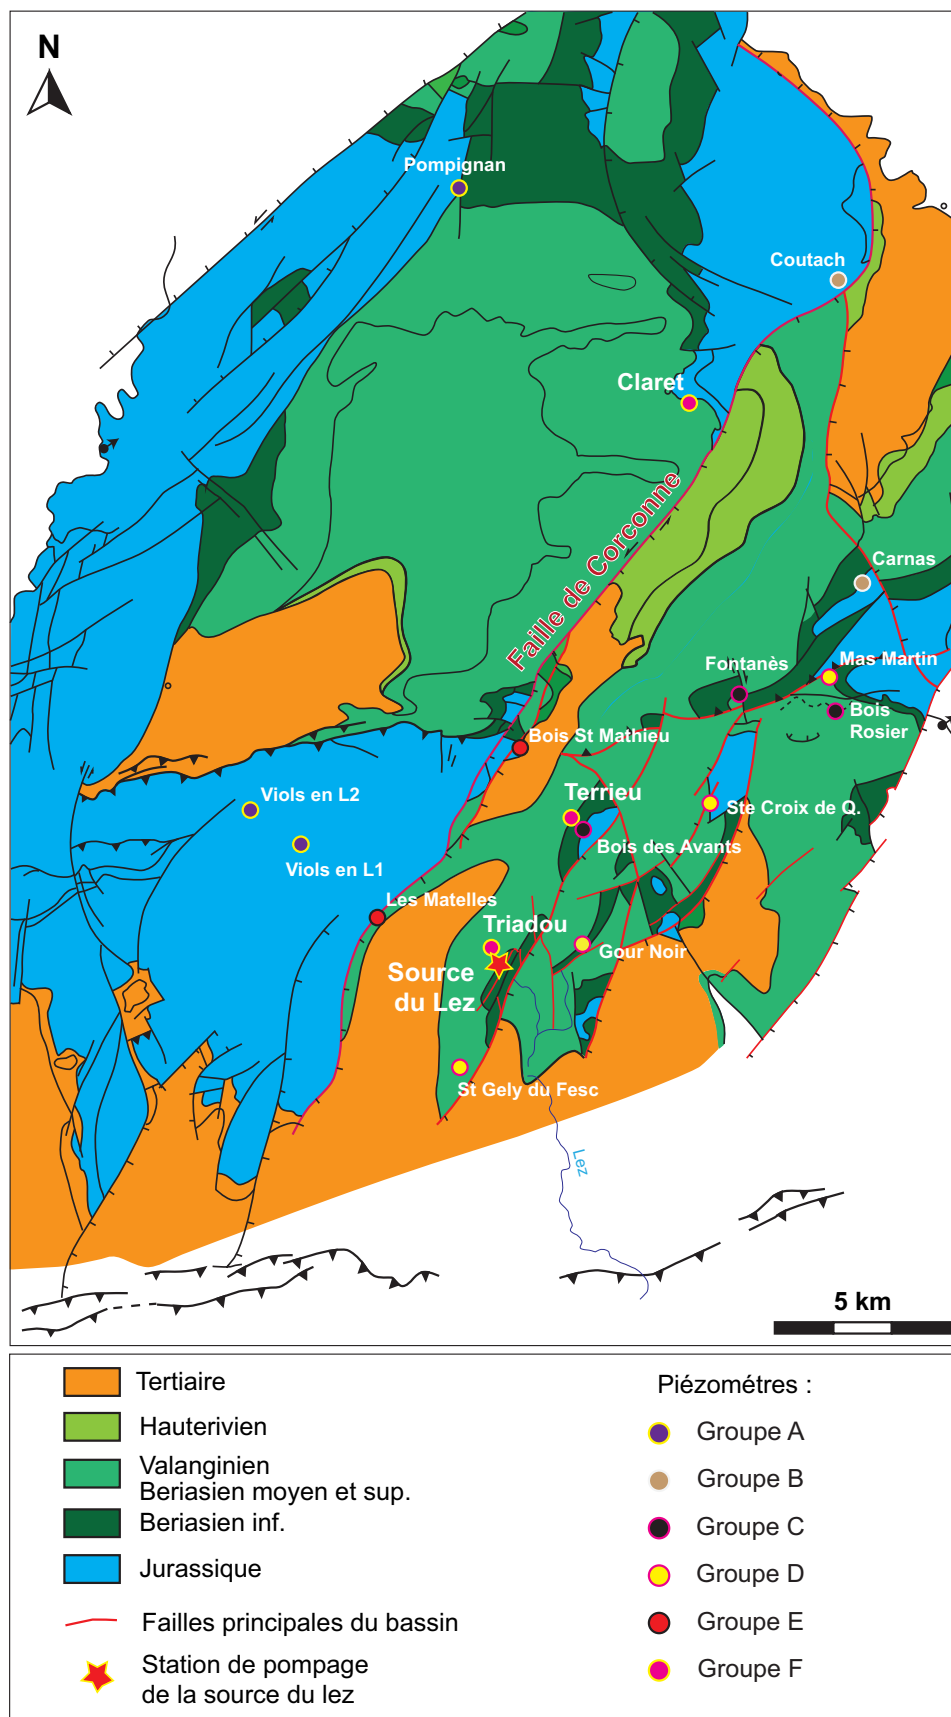 N
Pompignan
Coutach
Claret
Faille de Corconne
Carnas
Fontanès
Mas Martin
Bois
Rosier
Bois St Mathieu
Viols en L2
Terrieu
Ste Croix de Q.
Bois des Avants
Viols en L1
Les Matelles
Triadou
Gour Noir
Source
du Lez
St Gely du Fesc
Lez
5 km
Tertiaire
Hauterivien
Valanginien
Beriasien moyen et sup.
Beriasien inf.
Jurassique
Failles principales du bassin
Station de pompage
de la source du lez
Piézométres :
Groupe A
Groupe B
Groupe C
Groupe D
Groupe E
Groupe F